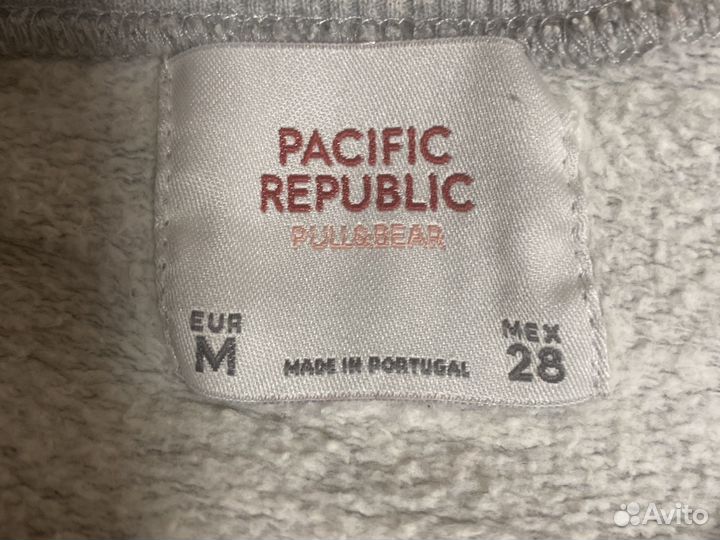 PACIFIC
REPUBLIC
PULL&BEAR
EUR
M
MADE IN PORTUGAL
MEX
28
Avito